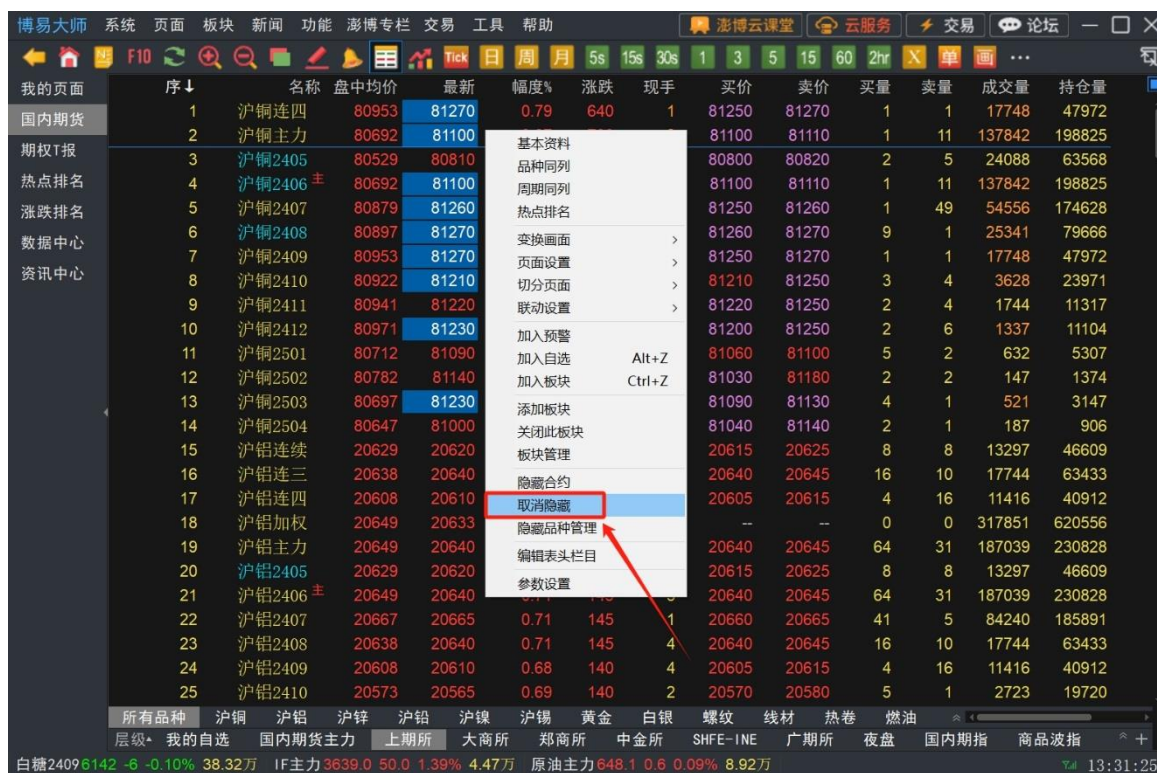 博易大师 系统 页面 板块 新闻 功能 澎博专栏 交易 工具 帮助 澎博云课堂 云服务 交易 论坛
F10 Tick 日 周 月 5s 15s 30s 1 3 5 15 60 2hr X 单 画 ...
我的页面
国内期货
期权T报
热点排名
涨跌排名
数据中心
资讯中心
序↓ 名称 盘中均价 最新 幅度% 涨跌 现手 买价 卖价 买量 卖量 成交量 持仓量
1 沪铜连四 80953 81270 0.79 640 1 81250 81270 1 1 17748 47972
2 沪铜主力 80692 81100 81100 81110 1 11 137842 198825
3 沪铜2405 80529 80810 80800 80820 2 5 24088 63568
4 沪铜2406 主 80692 81100 81100 81110 1 11 137842 198825
5 沪铜2407 80879 81260 81250 81260 1 49 54556 174628
6 沪铜2408 80897 81270 81260 81270 9 1 25341 79666
7 沪铜2409 80953 81270 81250 81270 1 1 17748 47972
8 沪铜2410 80922 81210 81210 81250 3 4 3628 23971
9 沪铜2411 80941 81220 81220 81250 2 4 1744 11317
10 沪铜2412 80971 81230 81200 81250 2 6 1337 11104
11 沪铜2501 80712 81090 81060 81100 5 2 632 5307
12 沪铜2502 80782 81140 81030 81180 2 2 147 1374
13 沪铜2503 80697 81230 81090 81130 4 1 521 3147
14 沪铜2504 80647 81000 81040 81140 2 1 187 906
15 沪铝连续 20629 20620 20615 20625 8 8 13297 46609
16 沪铝连三 20638 20640 20640 20645 16 10 17744 63433
17 沪铝连四 20608 20610 20605 20615 4 16 11416 40912
18 沪铝加权 20649 20633 -- -- 0 0 317851 620556
19 沪铝主力 20649 20640 20640 20645 64 31 187039 230828
20 沪铝2405 20629 20620 20615 20625 8 8 13297 46609
21 沪铝2406 主 20649 20640 20640 20645 64 31 187039 230828
22 沪铝2407 20667 20665 0.71 145 1 20660 20665 41 5 84240 185891
23 沪铝2408 20638 20640 0.71 145 4 20640 20645 16 10 17744 63433
24 沪铝2409 20608 20610 0.68 140 4 20605 20615 4 16 11416 40912
25 沪铝2410 20573 20565 0.69 140 2 20570 20580 5 1 2723 19720
基本资料
品种同列
周期同列
热点排名
变换画面 >
页面设置 >
切分页面 >
联动设置 >
加入预警
加入自选 Alt+Z
加入板块 Ctrl+Z
添加板块
关闭此板块
板块管理
隐藏合约
取消隐藏
隐藏品种管理
编辑表头栏目
参数设置
所有品种 沪铜 沪铝 沪锌 沪铅 沪镍 沪锡 黄金 白银 螺纹 线材 热卷 燃油
层级 我的自选 国内期货主力 上期所 大商所 郑商所 中金所 SHFE-INE 广期所 夜盘 国内期指 商品波指
白糖2409 6142 -6 -0.10% 38.32万 IF主力 3639.0 50.0 1.39% 4.47万 原油主力 648.1 0.6 0.09% 8.92万 13:31:25